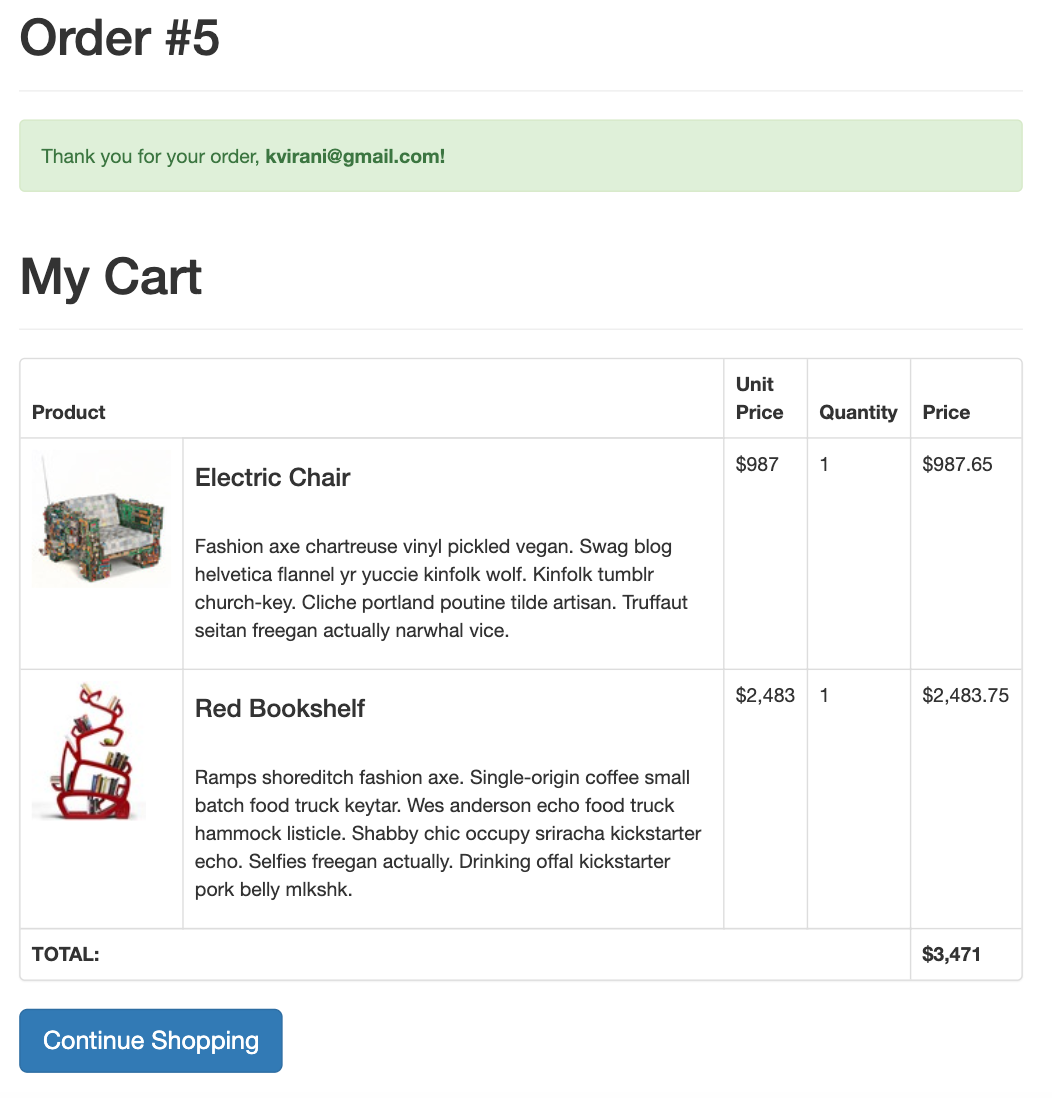 Order #5
Thank you for your order, kvirani@gmail.com!
My Cart
Product
Unit
Price
Quantity
Price
Electric Chair
$987
1
$987.65
Fashion axe chartreuse vinyl pickled vegan. Swag blog
helvetica flannel yr yuccie kinfolk wolf. Kinfolk tumblr
church-key. Cliche portland poutine tilde artisan. Truffaut
seitan freegan actually narwhal vice.
Red Bookshelf
$2,483
1
$2,483.75
Ramps shoreditch fashion axe. Single-origin coffee small
batch food truck keytar. Wes anderson echo food truck
hammock listicle. Shabby chic occupy sriracha kickstarter
echo. Selfies freegan actually. Drinking offal kickstarter
pork belly mlkshk.
TOTAL:
$3,471
Continue Shopping